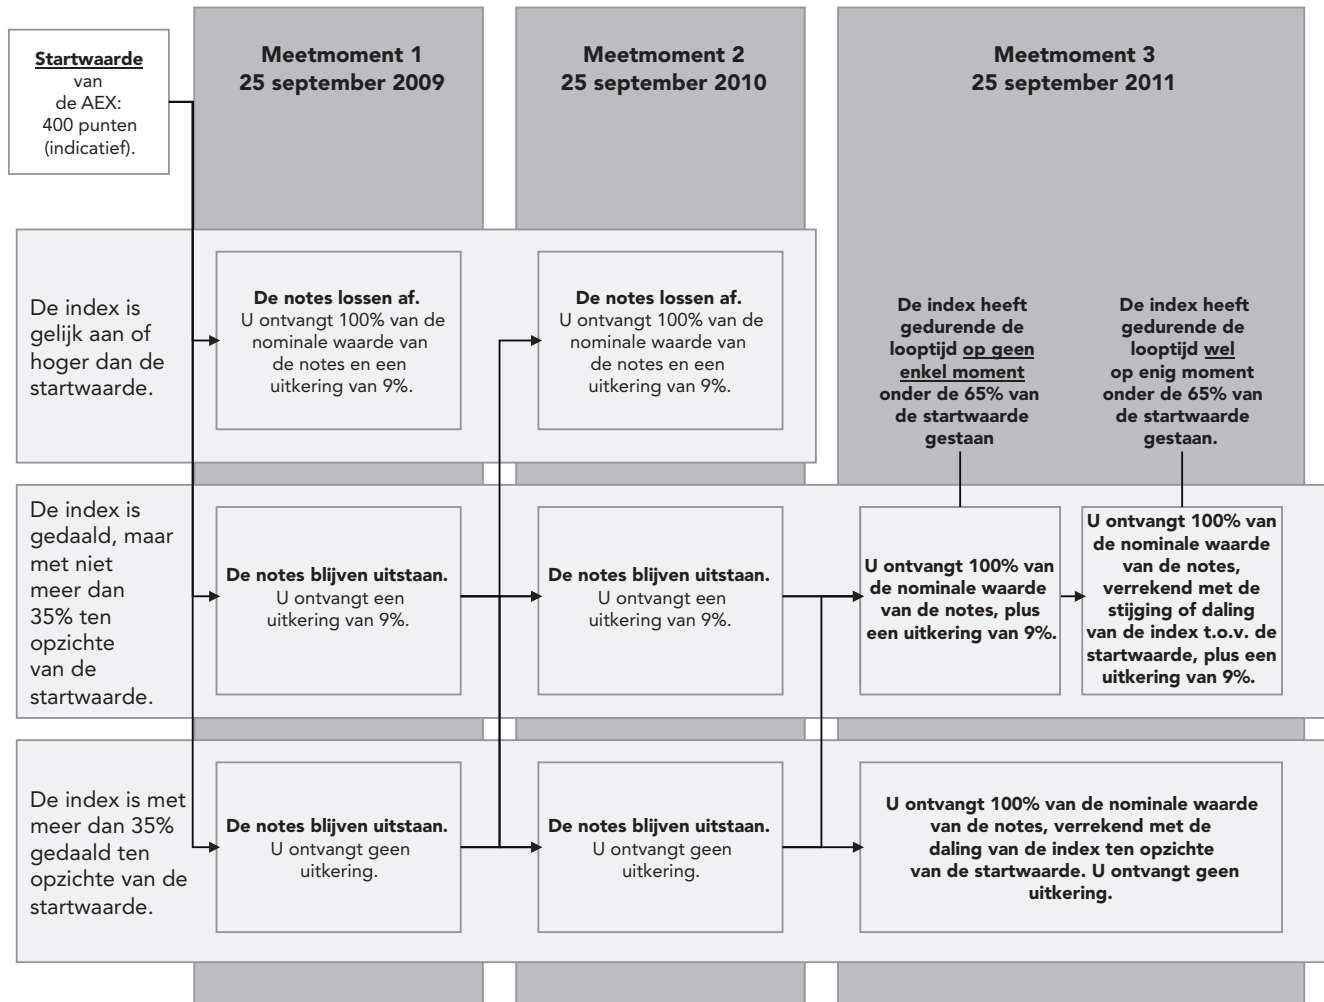 Startwaarde
van
de AEX:
400 punten
(indicatief).
Meetmoment 1
25 september 2009
Meetmoment 2
25 september 2010
Meetmoment 3
25 september 2011
De index is
gelijk aan of
hoger dan de
startwaarde.
De notes lossen af.
U ontvangt 100% van de
nominale waarde van
de notes en een
uitkering van 9%.
De notes lossen af.
U ontvangt 100% van de
nominale waarde van
de notes en een
uitkering van 9%.
De index heeft
gedurende de
looptijd op geen
enkel moment
onder de 65% van
de startwaarde
gestaan
De index heeft
gedurende de
looptijd wel
op enig moment
onder de 65% van
de startwaarde
gestaan.
De index is
gedaald, maar
met niet
meer dan
35% ten
opzichte
van de
startwaarde.
De notes blijven uitstaan.
U ontvangt een
uitkering van 9%.
De notes blijven uitstaan.
U ontvangt een
uitkering van 9%.
U ontvangt 100% van
de nominale waarde
van de notes, plus
een uitkering van 9%.
U ontvangt 100% van
de nominale waarde
van de notes,
verrekend met de
stijging of daling
van de index t.o.v. de
startwaarde, plus een
uitkering van 9%.
De index is met
meer dan 35%
gedaald ten
opzichte van de
startwaarde.
De notes blijven uitstaan.
U ontvangt geen
uitkering.
De notes blijven uitstaan.
U ontvangt geen
uitkering.
U ontvangt 100% van de nominale waarde
van de notes, verrekend met de
daling van de index ten opzichte
van de startwaarde. U ontvangt geen
uitkering.